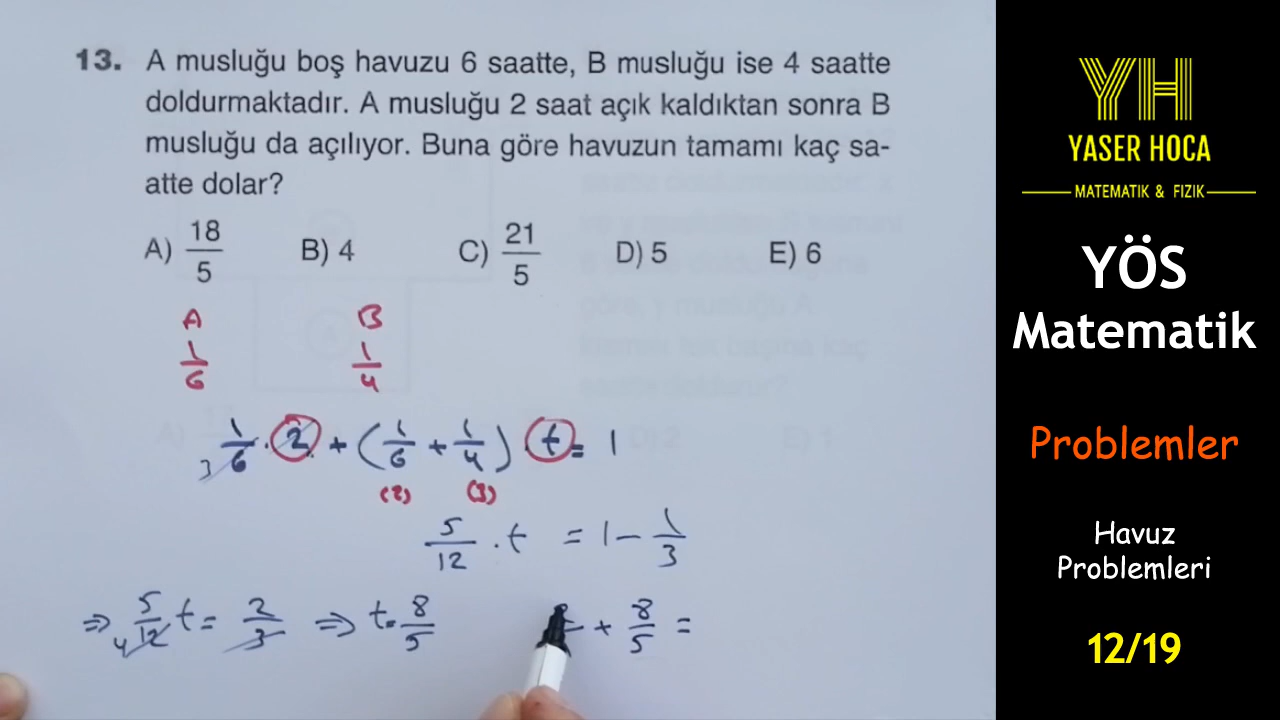 13. A musluğu boş havuzu 6 saatte, B musluğu ise 4 saatte
doldurmaktadır. A musluğu 2 saat açık kaldıktan sonra B
musluğu da açılıyor. Buna göre havuzun tamamı kaç sa-
atte dolar?
A) 18/5 B) 4 C) 21/5 D) 5 E) 6
A B
1/6 1/4
1/6 · 2 + (1/6 + 1/4) · t = 1
3 (2) (3)
5/12 · t = 1 - 1/3
⇒ 5/12 t = 2/3 ⇒ t = 8/5 + 8/5 =
4
YH
YASER HOCA
MATEMATIK & FIZIK
YÖS
Matematik
Problemler
Havuz
Problemleri
12/19